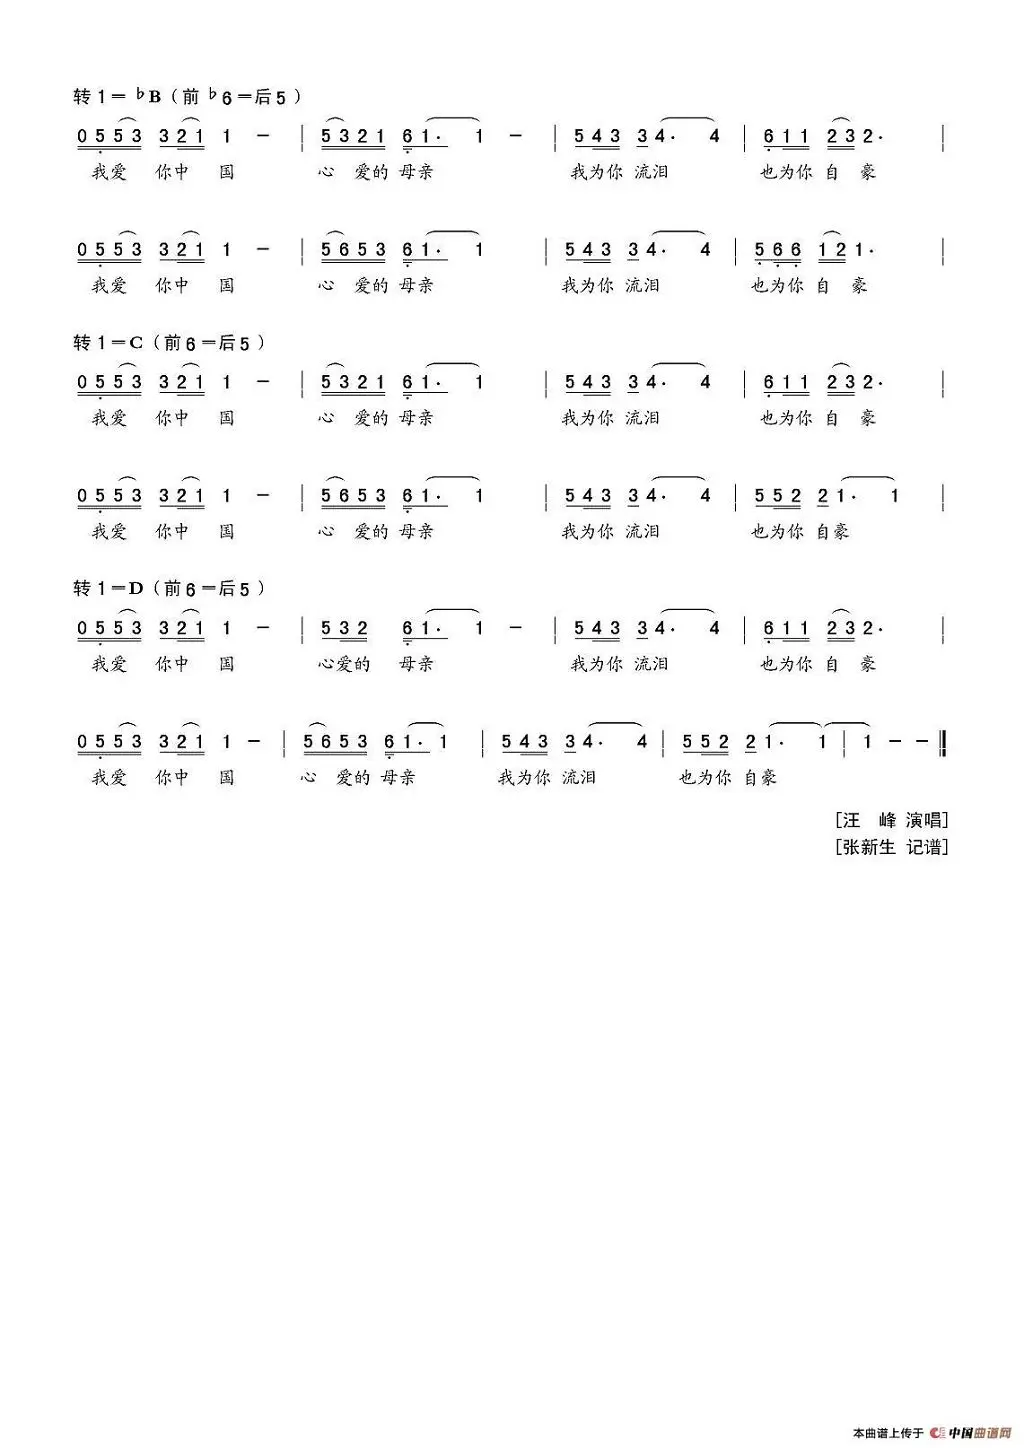 转1=♭B（前♭6=后5）
0 5 5 3 3 2 1 1 － | 5 3 2 1 6 1· 1 － | 5 4 3 3 4· 4 | 6 1 1 2 3 2· |
我爱 你中 国 心 爱的 母亲 我为你 流泪 也为你 自 豪
0 5 5 3 3 2 1 1 － | 5 6 5 3 6 1· 1 | 5 4 3 3 4· 4 | 5 6 6 1 2 1· |
我爱 你中 国 心 爱的 母亲 我为你 流泪 也为你 自 豪
转1=C（前6=后5）
0 5 5 3 3 2 1 1 － | 5 3 2 1 6 1· 1 | 5 4 3 3 4· 4 | 6 1 1 2 3 2· |
我爱 你中 国 心 爱的 母亲 我为你 流泪 也为你 自 豪
0 5 5 3 3 2 1 1 － | 5 6 5 3 6 1· 1 | 5 4 3 3 4· 4 | 5 5 2 2 1· 1 |
我爱 你中 国 心 爱的 母亲 我为你 流泪 也为你 自豪
转1=D（前6=后5）
0 5 5 3 3 2 1 1 － | 5 3 2 6 1· 1 － | 5 4 3 3 4· 4 | 6 1 1 2 3 2· |
我爱 你中 国 心爱的 母亲 我为你 流泪 也为你 自 豪
0 5 5 3 3 2 1 1 － | 5 6 5 3 6 1· 1 | 5 4 3 3 4· 4 | 5 5 2 2 1· 1 | 1 － － ‖
我爱 你中 国 心 爱的 母亲 我为你 流泪 也为你 自豪
[汪 峰 演唱]
[张新生 记谱]
本曲谱上传于 中国曲谱网